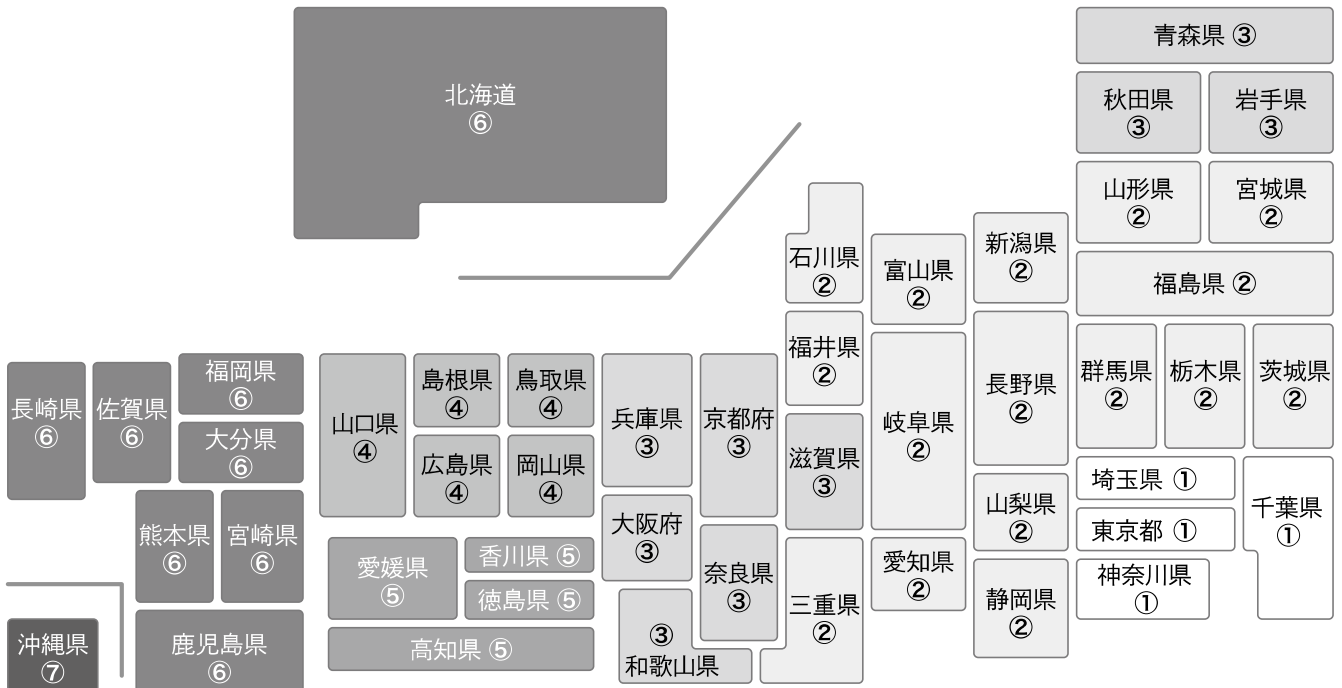 北海道
⑥
青森県 ③
秋田県
③
岩手県
③
山形県
②
宮城県
②
福島県 ②
石川県
②
富山県
②
新潟県
②
福井県
②
岐阜県
②
長野県
②
群馬県
②
栃木県
②
茨城県
②
埼玉県 ①
東京都 ①
神奈川県
①
千葉県
①
山梨県
②
静岡県
②
愛知県
②
三重県
②
滋賀県
③
京都府
③
兵庫県
③
大阪府
③
奈良県
③
③
和歌山県
鳥取県
④
島根県
④
岡山県
④
広島県
④
山口県
④
香川県 ⑤
徳島県 ⑤
愛媛県
⑤
高知県 ⑤
福岡県
⑥
大分県
⑥
佐賀県
⑥
長崎県
⑥
熊本県
⑥
宮崎県
⑥
鹿児島県
⑥
沖縄県
⑦